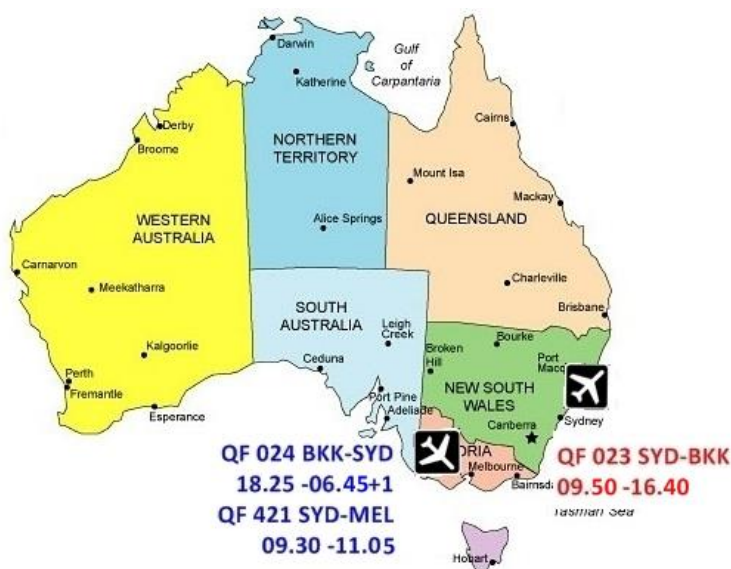 Darwin
Gulf
of
Carpantaria
Katherine
Cairns
Derby
Broome
NORTHERN
TERRITORY
Mount Isa
Mackay
WESTERN
AUSTRALIA
Alice Springs
QUEENSLAND
Carnarvon
Meekatharra
Charleville
SOUTH
AUSTRALIA
Brisbane
Leigh
Creek
Bourke
Kalgoorlie
Ceduna
Broken
Hill
Port
Macq
Perth
Fremantle
Port Pine
NEW SOUTH
WALES
Esperance
Adelaide
Sydney
Canberra
QF 024 BKK-SYD
18.25 -06.45+1
QF 421 SYD-MEL
09.30 -11.05
ORIA
Melbourne
Bairnsda
QF 023 SYD-BKK
09.50 -16.40
Tasman Sea
Hobart